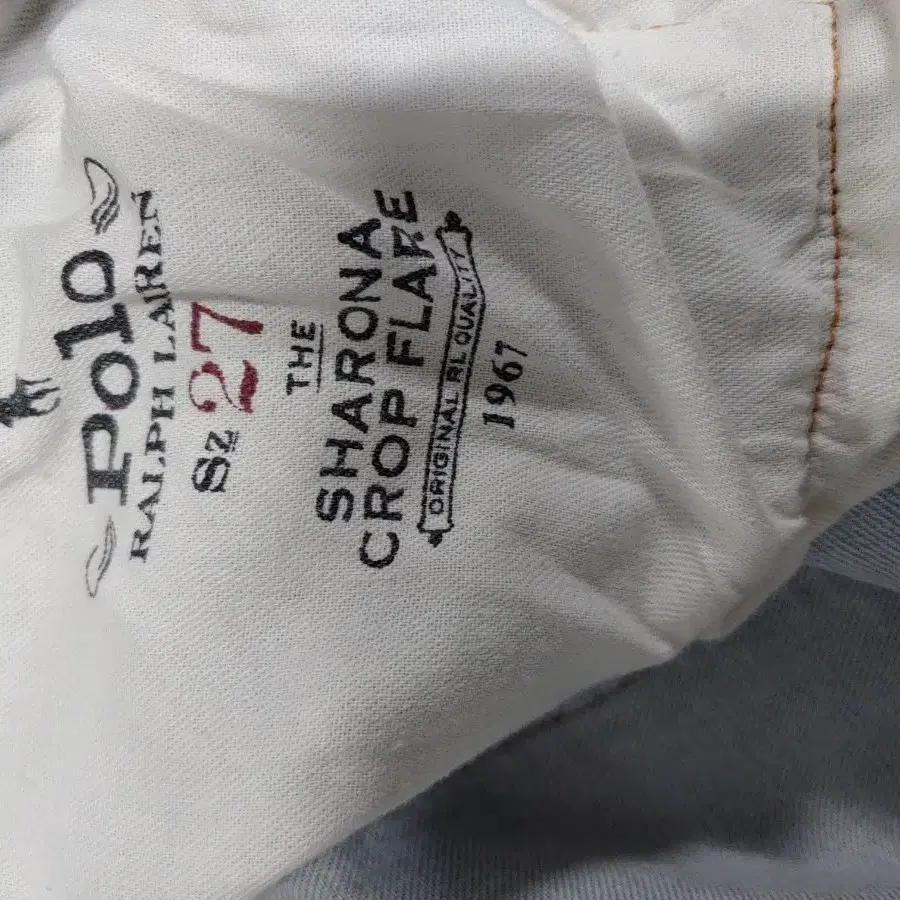 Polo
RALPH LAUREN
Sz 27
THE
SHARONA
CROP FLARE
ORIGINAL RL QUALITY
1967